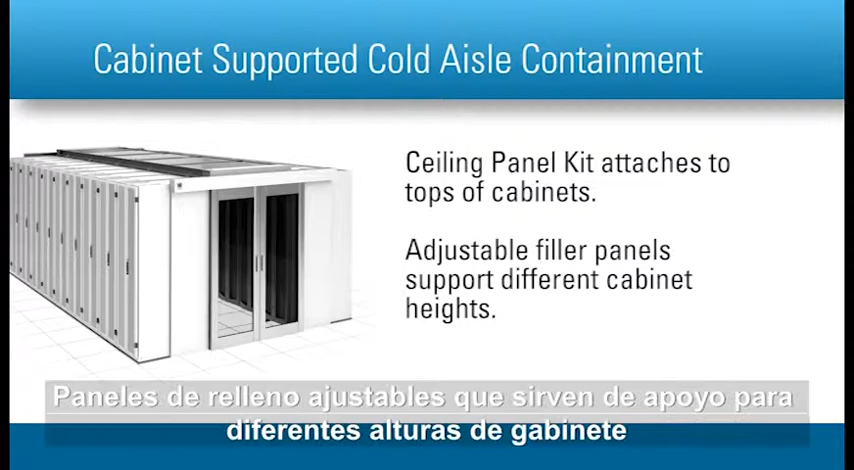 Cabinet Supported Cold Aisle Containment
Ceiling Panel Kit attaches to
tops of cabinets.
Adjustable filler panels
support different cabinet
heights.
Paneles de relleno ajustables que sirven de apoyo para
diferentes alturas de gabinete